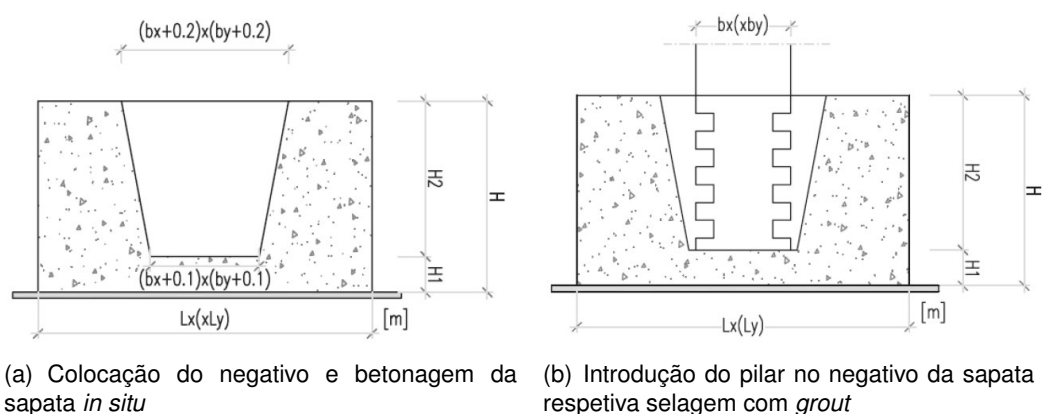 (bx+0.2)x(by+0.2)
H2
H
H1
(bx+0.1)x(by+0.1)
Lx(xLy)
[m]
(a) Colocação do negativo e betonagem da
sapata in situ
bx(xby)
H2
H
H1
Lx(Ly)
[m]
(b) Introdução do pilar no negativo da sapata
respetiva selagem com grout